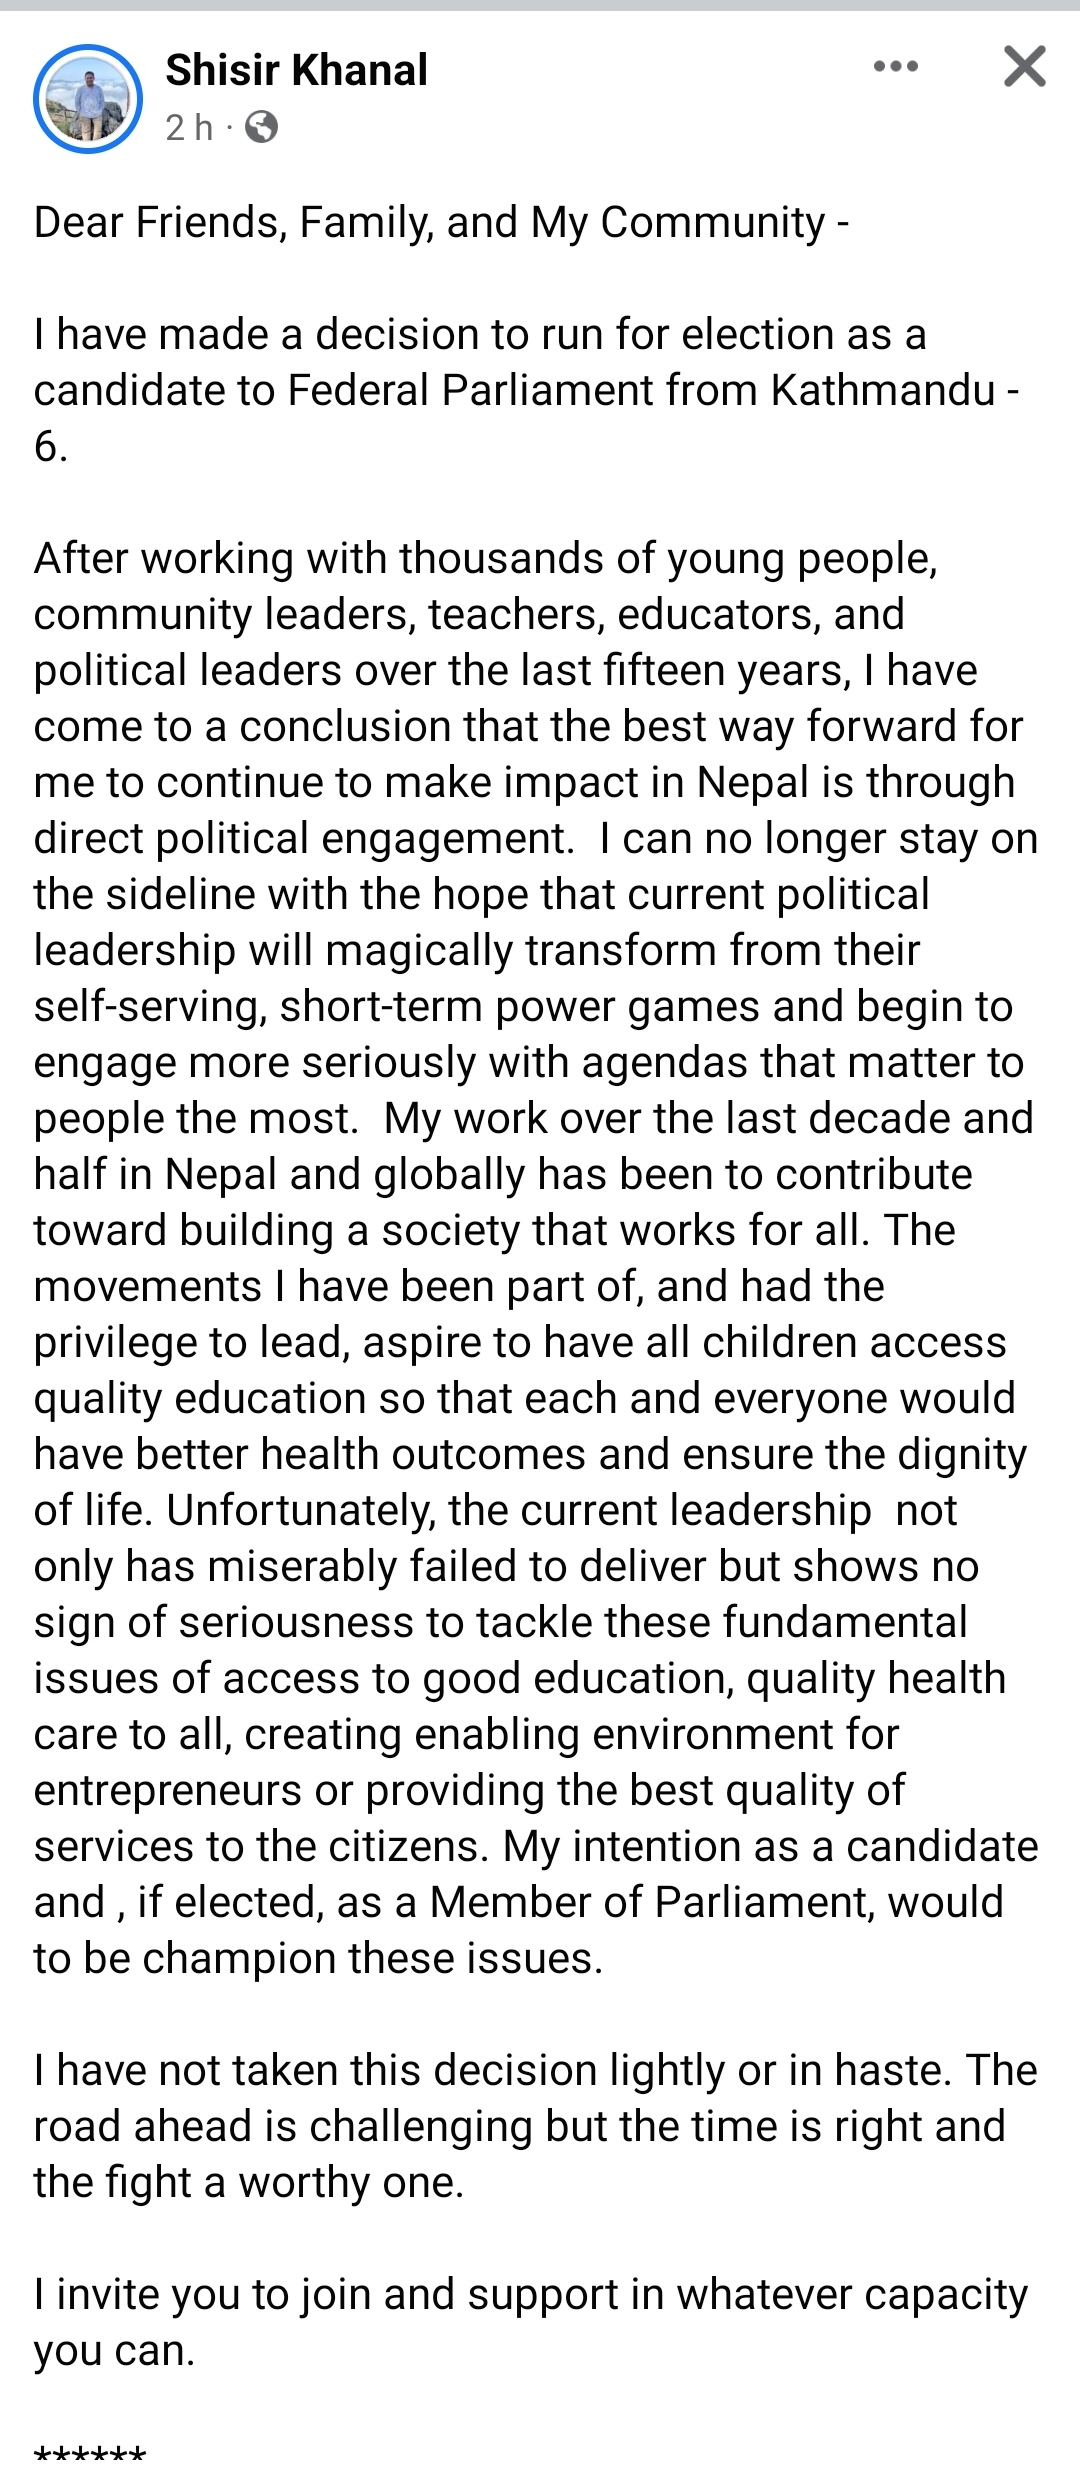 Shisir Khanal
2 h ·
Dear Friends, Family, and My Community -
I have made a decision to run for election as a
candidate to Federal Parliament from Kathmandu -
6.
After working with thousands of young people,
community leaders, teachers, educators, and
political leaders over the last fifteen years, I have
come to a conclusion that the best way forward for
me to continue to make impact in Nepal is through
direct political engagement.  I can no longer stay on
the sideline with the hope that current political
leadership will magically transform from their
self-serving, short-term power games and begin to
engage more seriously with agendas that matter to
people the most.  My work over the last decade and
half in Nepal and globally has been to contribute
toward building a society that works for all. The
movements I have been part of, and had the
privilege to lead, aspire to have all children access
quality education so that each and everyone would
have better health outcomes and ensure the dignity
of life. Unfortunately, the current leadership  not
only has miserably failed to deliver but shows no
sign of seriousness to tackle these fundamental
issues of access to good education, quality health
care to all, creating enabling environment for
entrepreneurs or providing the best quality of
services to the citizens. My intention as a candidate
and , if elected, as a Member of Parliament, would
to be champion these issues.
I have not taken this decision lightly or in haste. The
road ahead is challenging but the time is right and
the fight a worthy one.
I invite you to join and support in whatever capacity
you can.
******